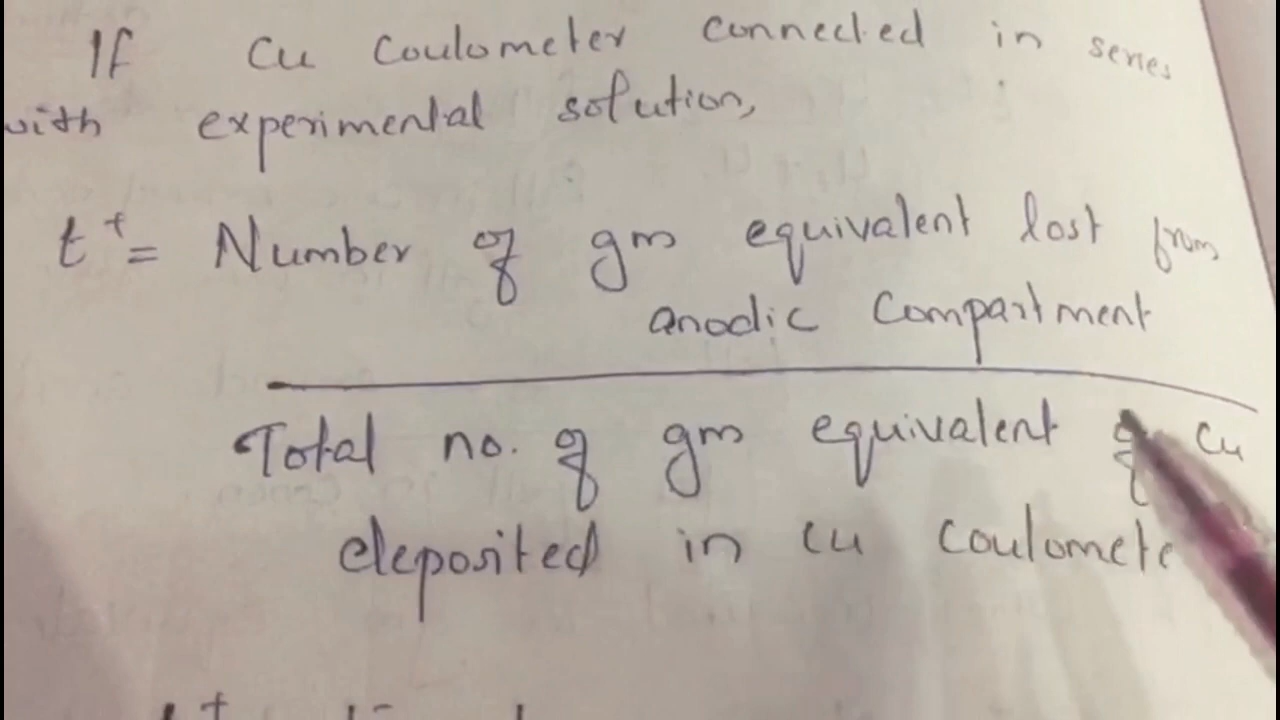 If Cu Coulometer connected in series
with experimental solution,
t+ = Number of gm equivalent lost from
anodic Compartment
Total no. of gm equivalent of Cu
deposited in Cu Coulomete